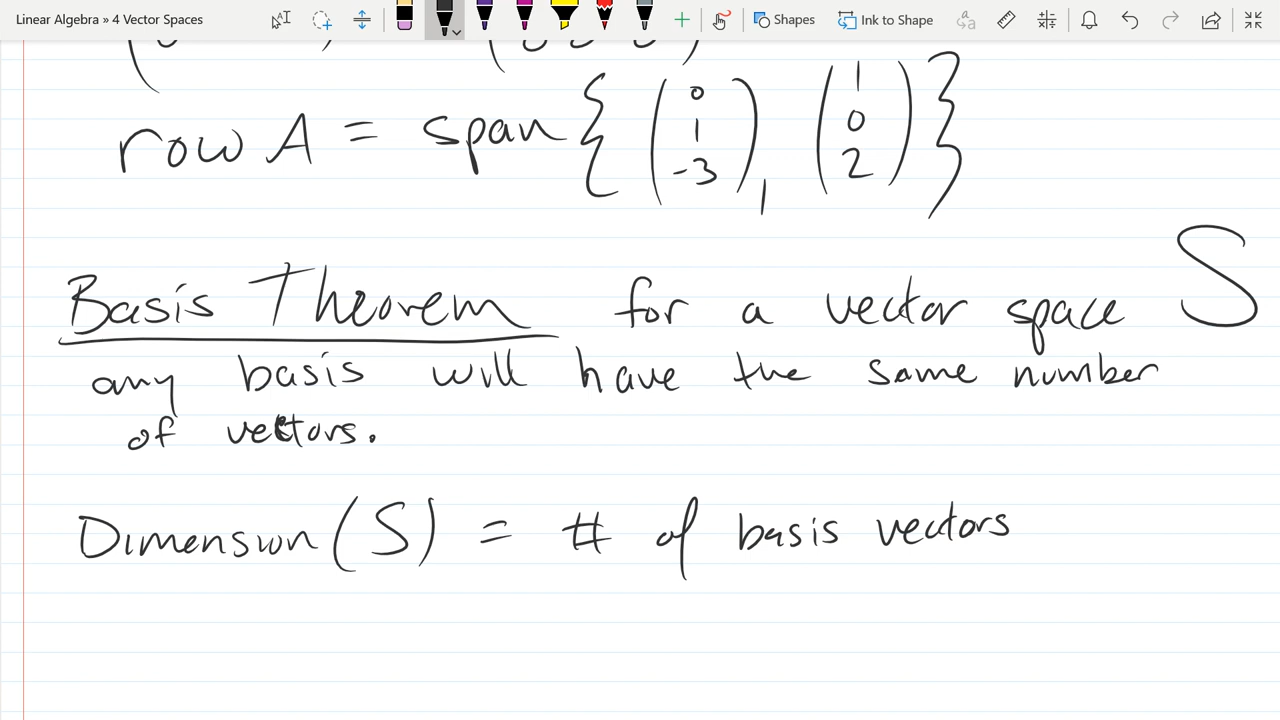 Linear Algebra » 4 Vector Spaces
Shapes
Ink to Shape
row A = span{ (0 1 -3), (1 0 2) }
Basis Theorem for a vector space S
any basis will have the same number
of vectors.
Dimension(S) = # of basis vectors